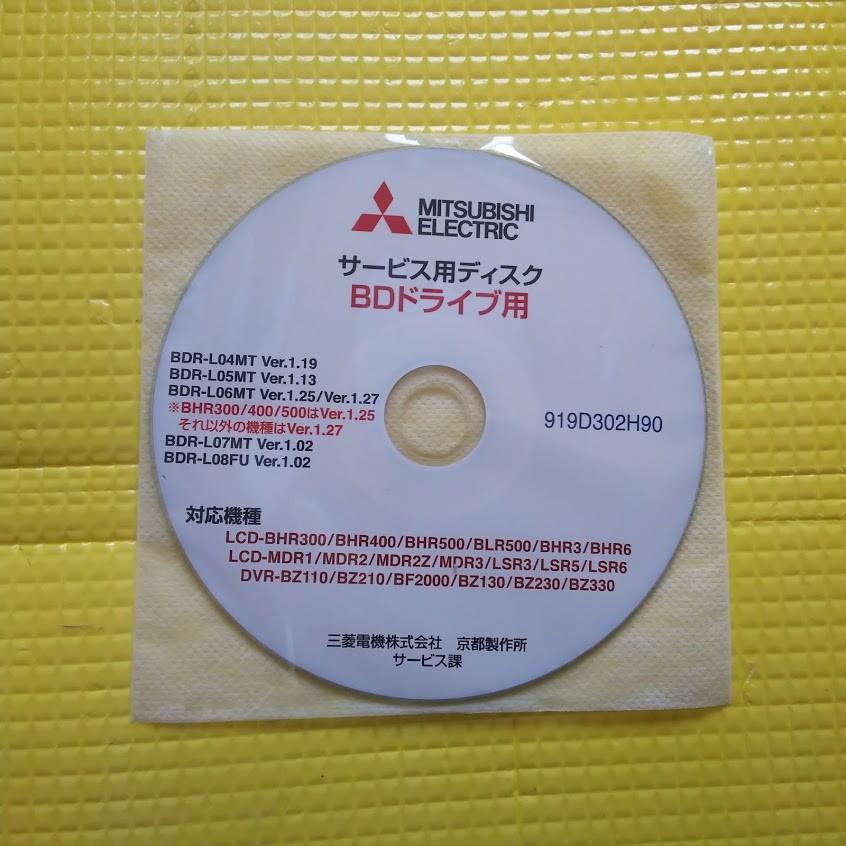 MITSUBISHI
ELECTRIC
サービス用ディスク
BDドライブ用
BDR-L04MT Ver.1.19
BDR-L05MT Ver.1.13
BDR-L06MT Ver.1.25/Ver.1.27
※BHR300/400/500はVer.1.25
それ以外の機種はVer.1.27
BDR-L07MT Ver.1.02
BDR-L08FU Ver.1.02
919D302H90
対応機種
LCD-BHR300/BHR400/BHR500/BLR500/BHR3/BHR6
LCD-MDR1/MDR2/MDR2Z/MDR3/LSR3/LSR5/LSR6
DVR-BZ110/BZ210/BF2000/BZ130/BZ230/BZ330
三菱電機株式会社 京都製作所
サービス課